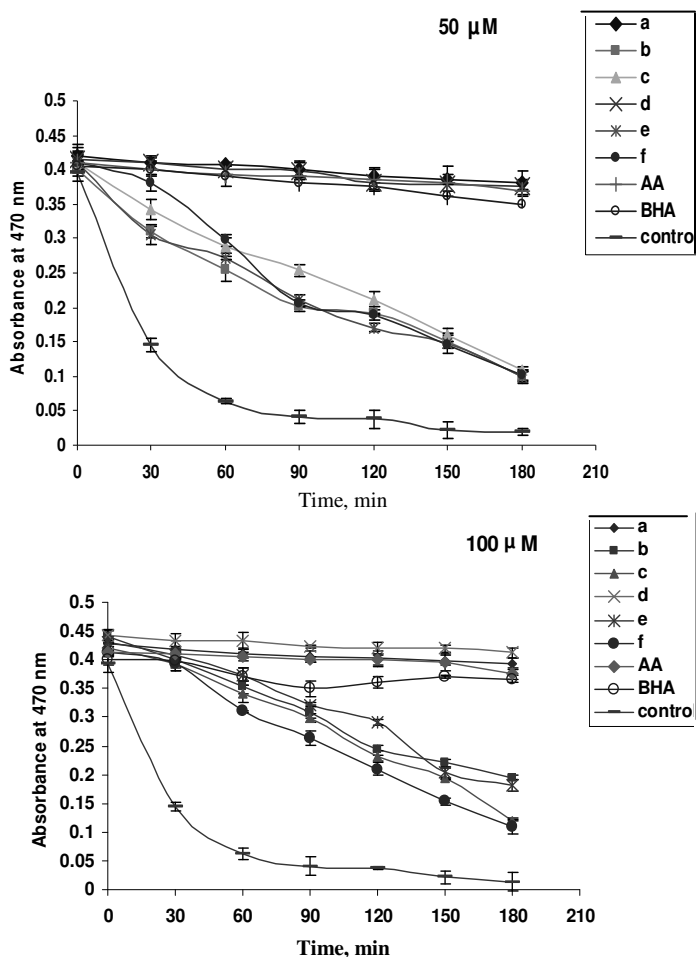 50 µM
a
b
c
d
e
f
AA
BHA
control
Absorbance at 470 nm
0.5
0.45
0.4
0.35
0.3
0.25
0.2
0.15
0.1
0.05
0
0 30 60 90 120 150 180 210
Time, min
100 µ M
a
b
c
d
e
f
AA
BHA
control
Absorbance at 470 nm
0.5
0.45
0.4
0.35
0.3
0.25
0.2
0.15
0.1
0.05
0
0 30 60 90 120 150 180 210
Time, min